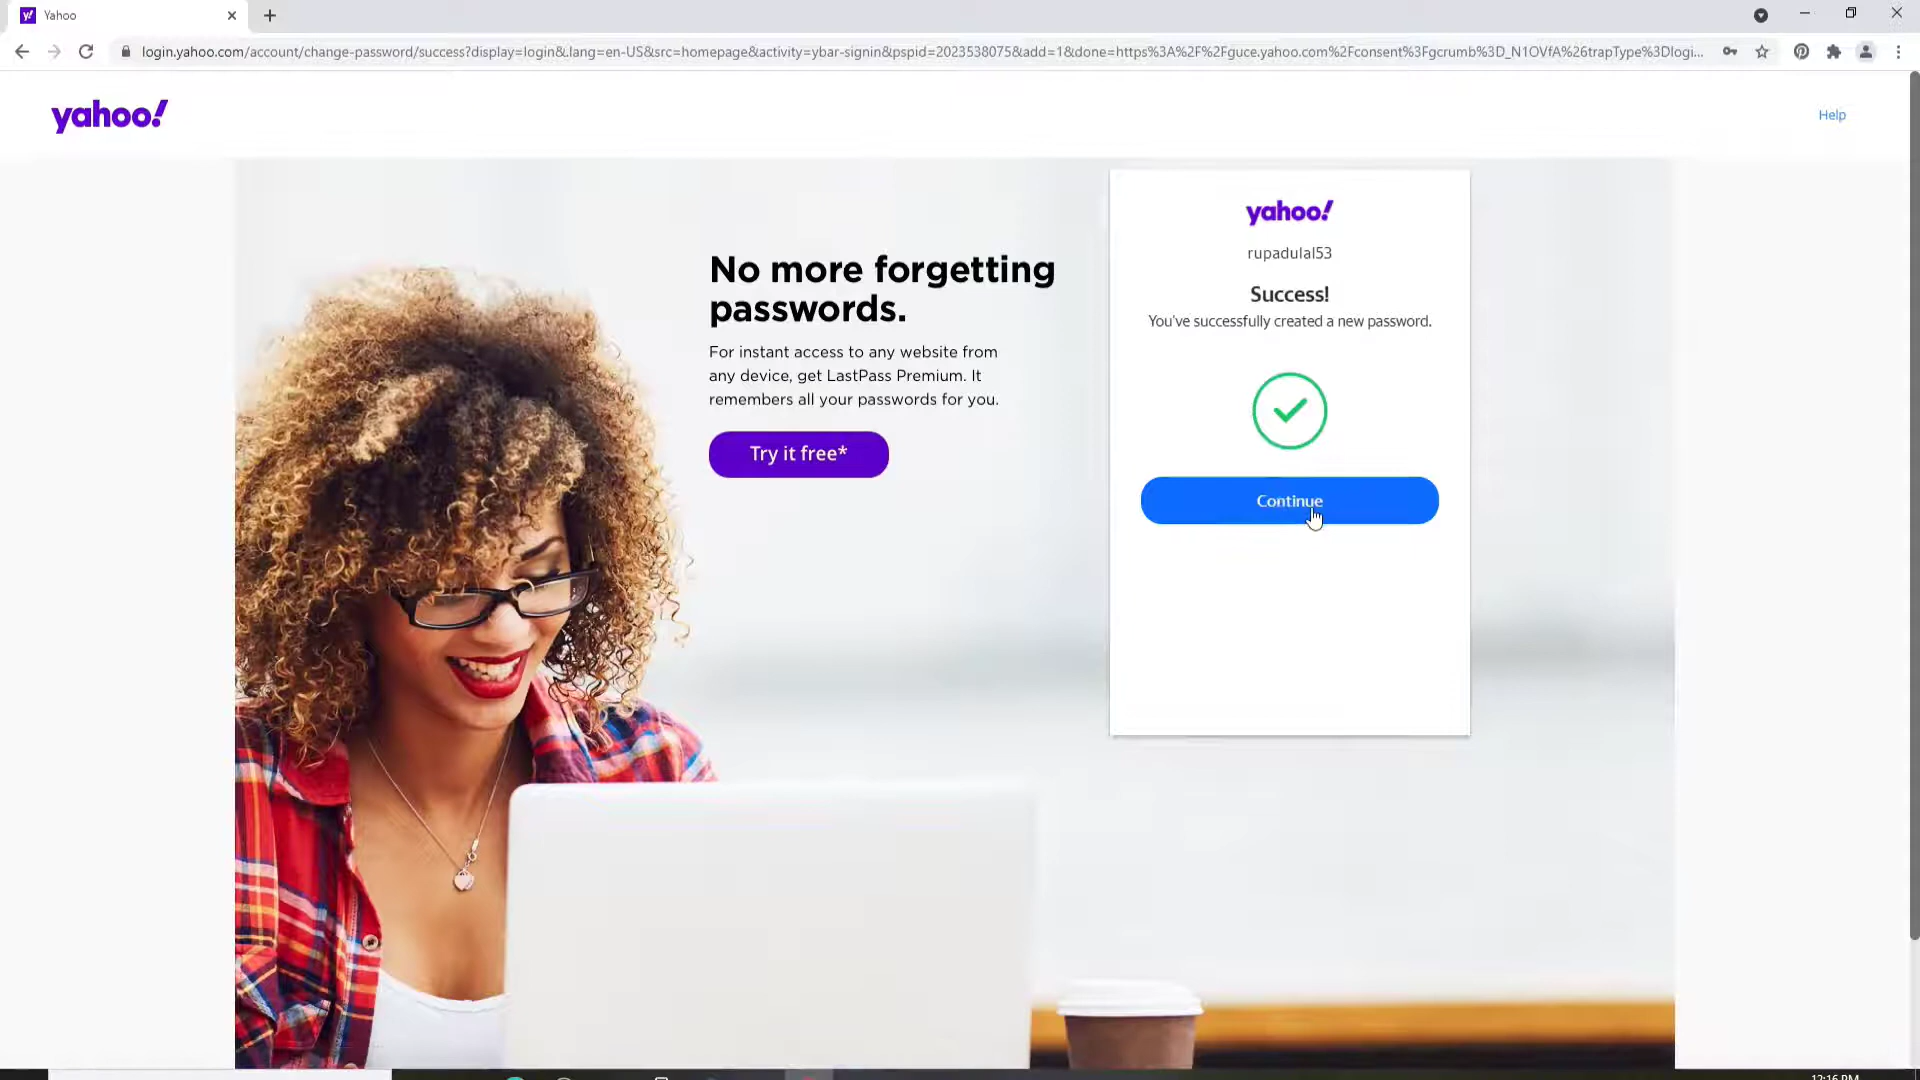 Yahoo
login.yahoo.com/account/change-password/success?display=login&.lang=en-US&src=homepage&activity=ybar-signin&pspid=2023538075&add=1&done=https%3A%2F%2Fguce.yahoo.com%2Fconsent%3Fgcrumb%3D_N1OVfA%26trapType%3Dlogi...
yahoo!
Help
No more forgetting
passwords.
For instant access to any website from
any device, get LastPass Premium. It
remembers all your passwords for you.
Try it free*
yahoo!
rupadulal53
Success!
You've successfully created a new password.
Continue
12:16 PM